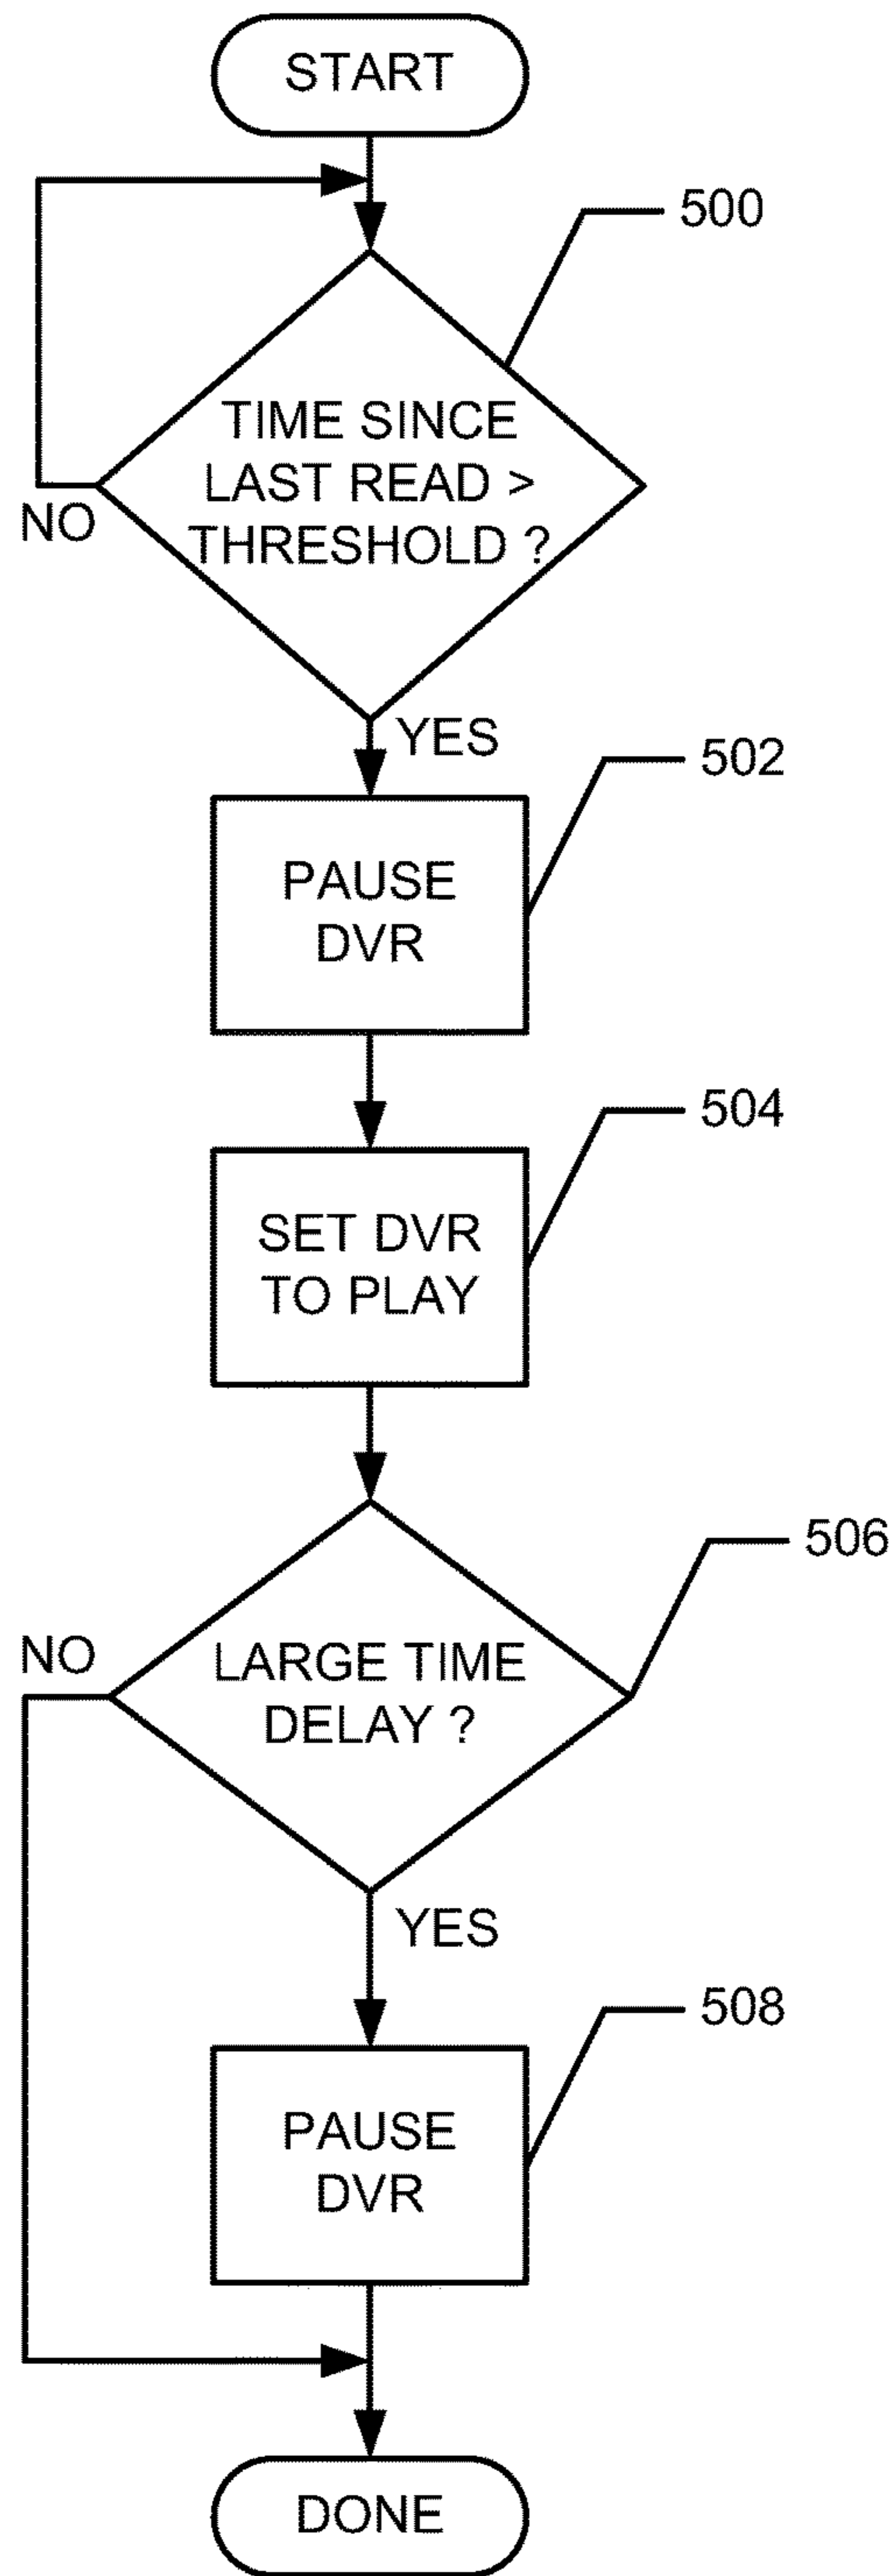 START
500
TIME SINCE
LAST READ >
THRESHOLD ?
NO
YES
502
PAUSE
DVR
504
SET DVR
TO PLAY
506
NO
LARGE TIME
DELAY ?
YES
508
PAUSE
DVR
DONE